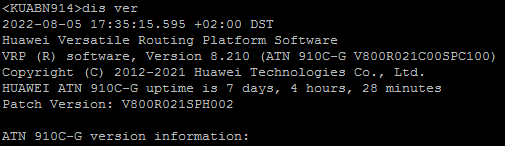 <KUABN914>dis ver
2022-08-05 17:35:15.595 +02:00 DST
Huawei Versatile Routing Platform Software
VRP (R) software, Version 8.210 (ATN 910C-G V800R021C00SPC100)
Copyright (C) 2012-2021 Huawei Technologies Co., Ltd.
HUAWEI ATN 910C-G uptime is 7 days, 4 hours, 28 minutes
Patch Version: V800R021SPH002
ATN 910C-G version information: